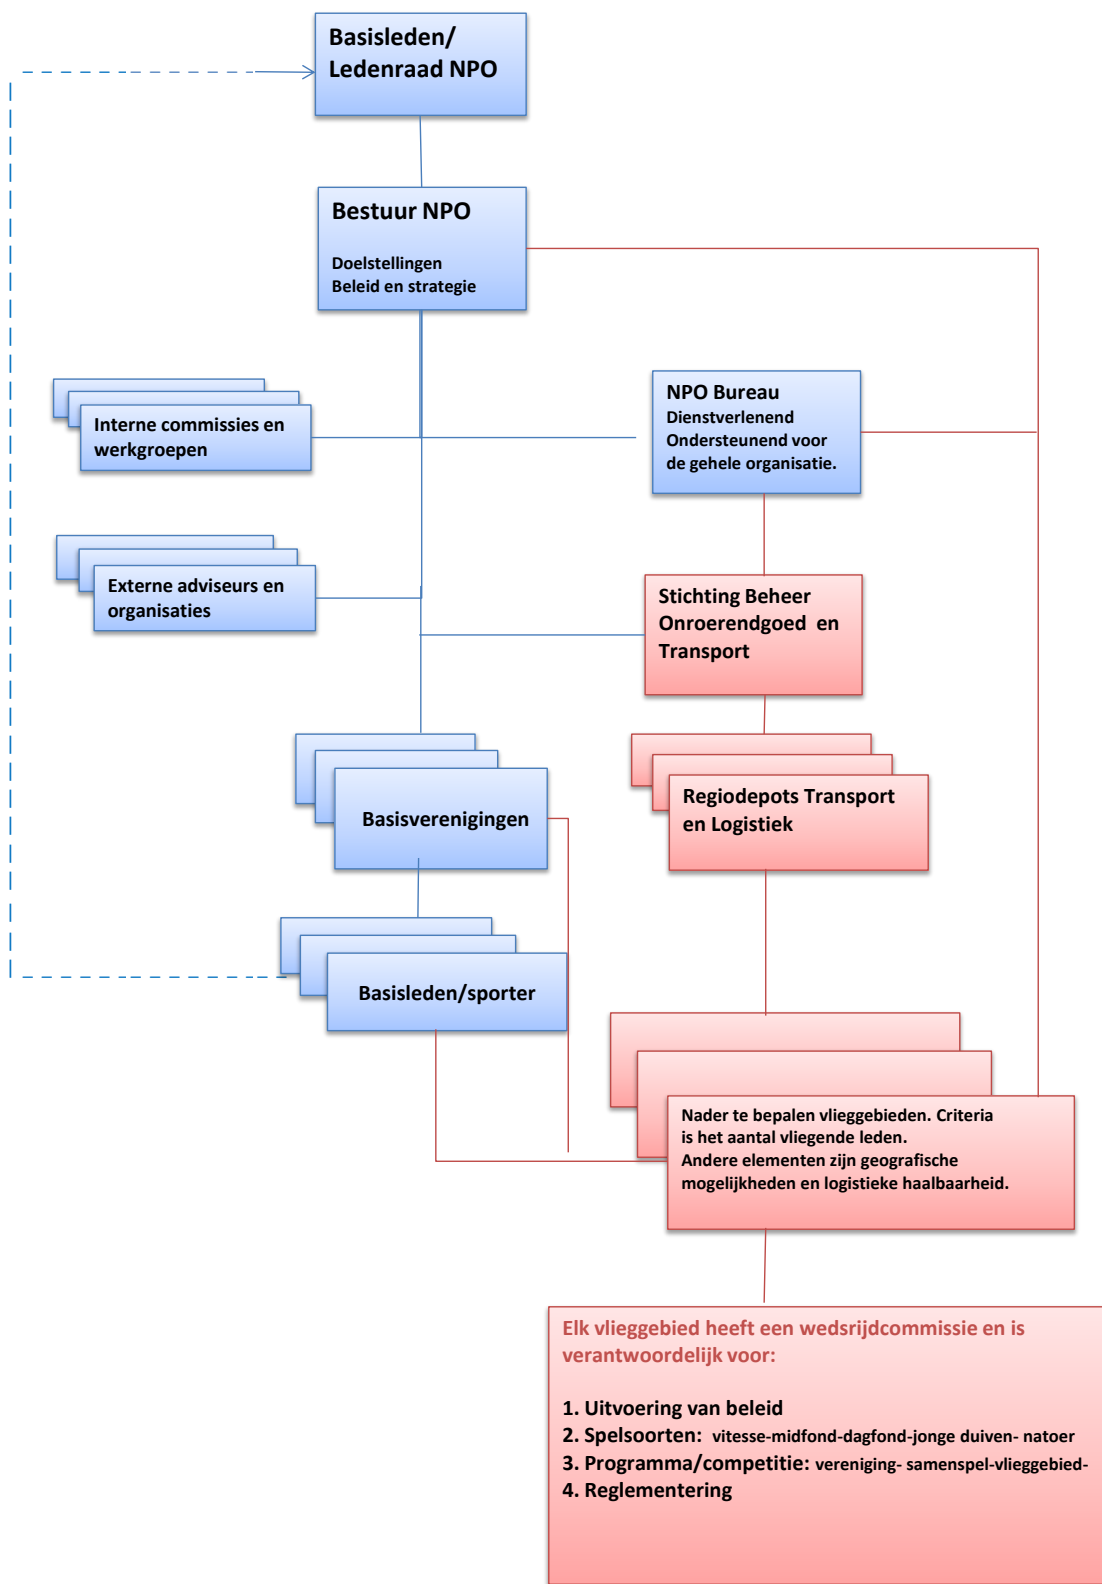 Basisleden/
Ledenraad NPO
Bestuur NPO
Doelstellingen
Beleid en strategie
Interne commissies en
werkgroepen
NPO Bureau
Dienstverlenend
Ondersteunend voor
de gehele organisatie.
Externe adviseurs en
organisaties
Stichting Beheer
Onroerendgoed en
Transport
Basisverenigingen
Regiodepots Transport
en Logistiek
Basisleden/sporter
Nader te bepalen vlieggebieden. Criteria
is het aantal vliegende leden.
Andere elementen zijn geografische
mogelijkheden en logistieke haalbaarheid.
Elk vlieggebied heeft een wedsrijdcommissie en is
verantwoordelijk voor:
1. Uitvoering van beleid
2. Spelsoorten: vitesse-midfond-dagfond-jonge duiven- natoer
3. Programma/competitie: vereniging- samenspel-vlieggebied-
4. Reglementering